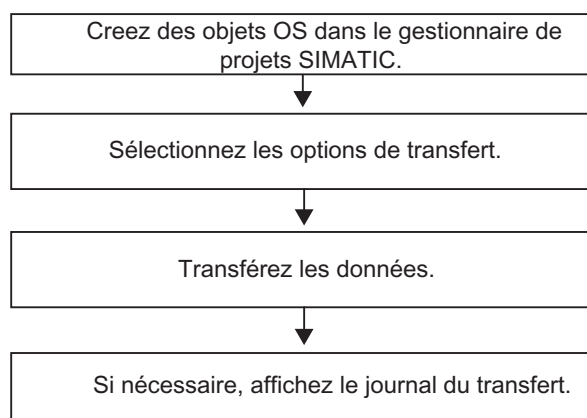 Creez des objets OS dans le gestionnaire de
projets SIMATIC.
Sélectionnez les options de transfert.
Transférez les données.
Si nécessaire, affichez le journal du transfert.